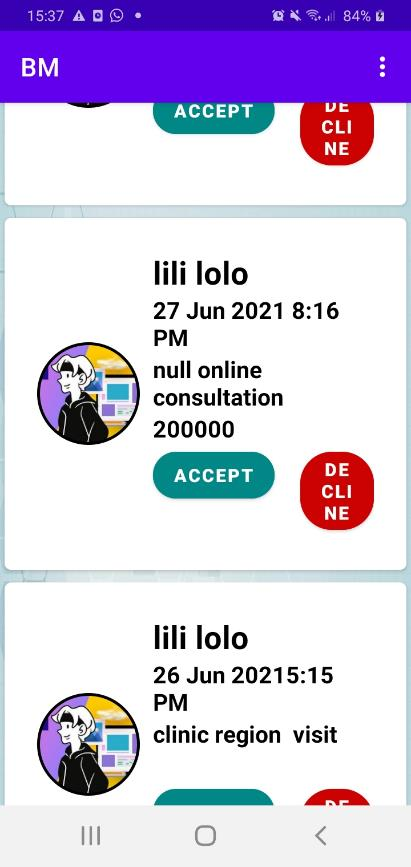 15:37 84%
BM
ACCEPT
DE
CLI
NE
lili lolo
27 Jun 2021 8:16
PM
null online
consultation
200000
ACCEPT
DE
CLI
NE
lili lolo
26 Jun 20215:15
PM
clinic region  visit
DE